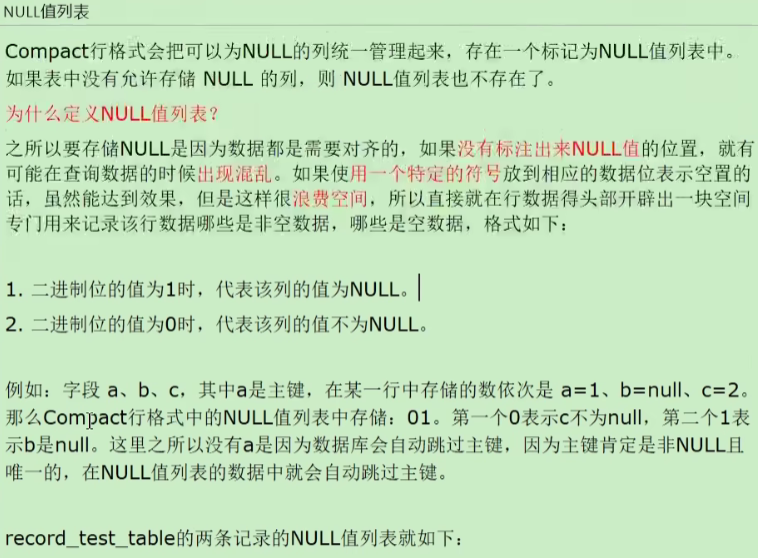 NULL值列表
Compact行格式会把可以为NULL的列统一管理起来，存在一个标记为NULL值列表中。
如果表中没有允许存储 NULL 的列，则 NULL值列表也不存在了。
为什么定义NULL值列表？
之所以要存储NULL是因为数据都是需要对齐的，如果没有标注出来NULL值的位置，就有
可能在查询数据的时候出现混乱。如果使用一个特定的符号放到相应的数据位表示空置的
话，虽然能达到效果，但是这样很浪费空间，所以直接就在行数据得头部开辟出一块空间
专门用来记录该行数据哪些是非空数据，哪些是空数据，格式如下：
1. 二进制位的值为1时，代表该列的值为NULL。
2. 二进制位的值为0时，代表该列的值不为NULL。
例如：字段 a、b、c，其中a是主键，在某一行中存储的数依次是 a=1、b=null、c=2。
那么Compact行格式中的NULL值列表中存储：01。第一个0表示c不为null，第二个1表
示b是null。这里之所以没有a是因为数据库会自动跳过主键，因为主键肯定是非NULL且
唯一的，在NULL值列表的数据中就会自动跳过主键。
record_test_table的两条记录的NULL值列表就如下：